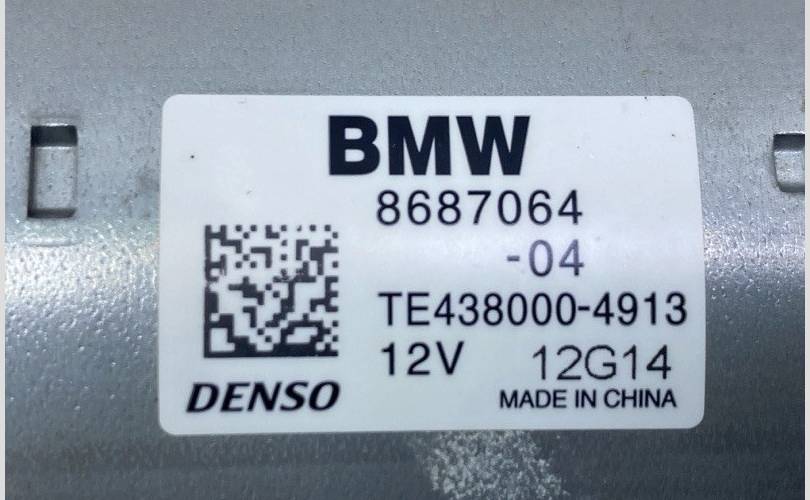 BMW
8687064
-04
TE438000-4913
12V 12G14
DENSO MADE IN CHINA